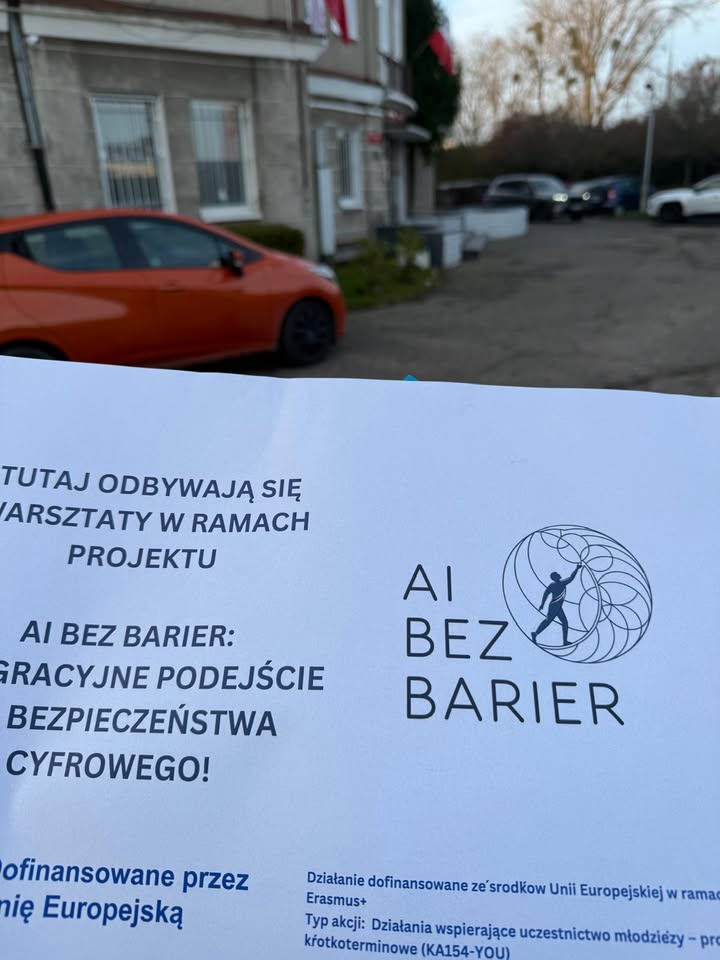 TUTAJ ODBYWAJĄ SIĘ
WARSZTATY W RAMACH
PROJEKTU
AI BEZ BARIER:
GRACYJNE PODEJŚCIE
BEZPIECZEŃSTWA
CYFROWEGO!
AI
BEZ
BARIER
Dofinansowane przez
nię Europejską
Działanie dofinansowane ze´srodków Unii Europejskiej w ramac
Erasmus+
Typ akcji: Działania wspierające uczestnictwo młodzieży – pro
krótkoterminowe (KA154-YOU)